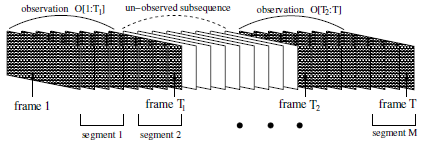 observation O[1:T1] un-observed subsequence observation O[T2:T]
frame 1 frame T1 frame T2 frame T
segment 1 segment 2 segment M